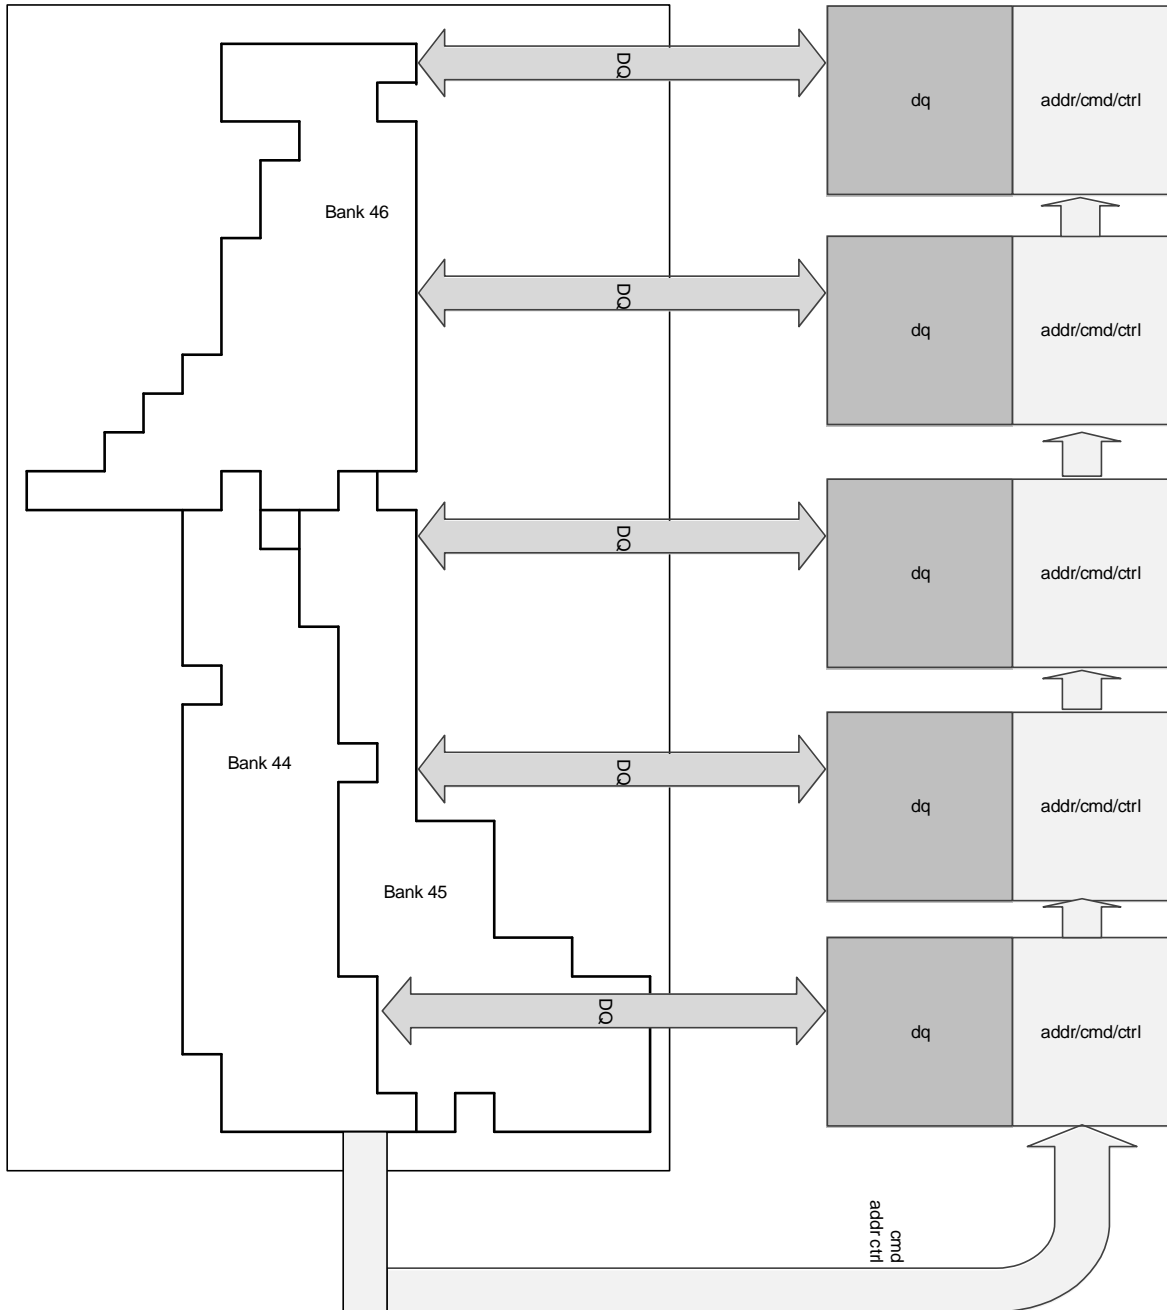 DQ
dq
addr/cmd/ctrl
Bank 46
DQ
dq
addr/cmd/ctrl
DQ
dq
addr/cmd/ctrl
Bank 44
DQ
dq
addr/cmd/ctrl
Bank 45
DQ
dq
addr/cmd/ctrl
cmd
addr ctrl